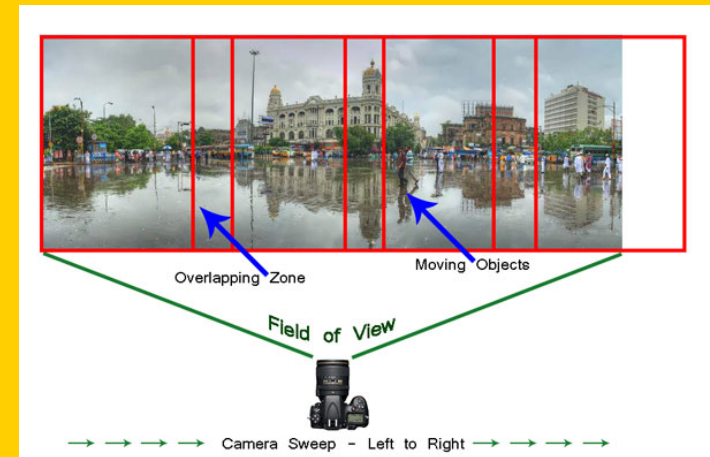 Overlapping Zone
Moving Objects
Field of View
→ → → → Camera Sweep - Left to Right → → → →